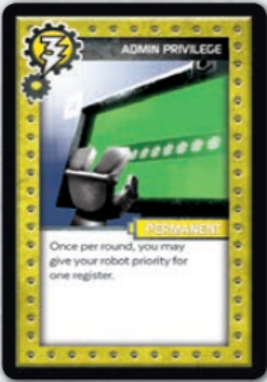 3
ADMIN PRIVILEGE
PERMANENT
Once per round, you may
give your robot priority for
one register.